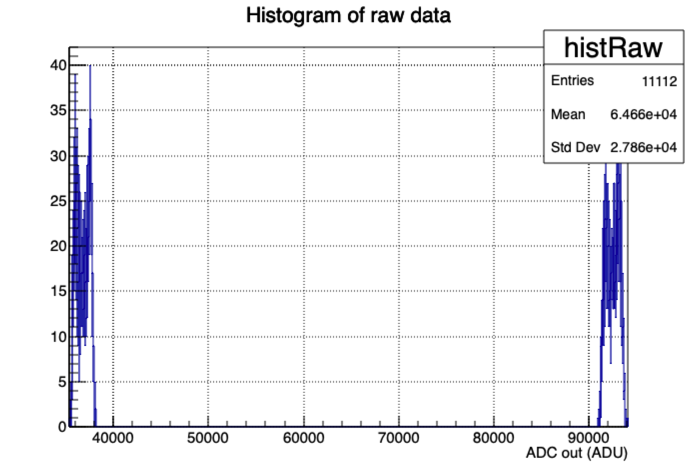 Histogram of raw data
histRaw
Entries 11112
Mean 6.466e+04
Std Dev 2.786e+04
40
35
30
25
20
15
10
5
0
40000 50000 60000 70000 80000 90000
ADC out (ADU)